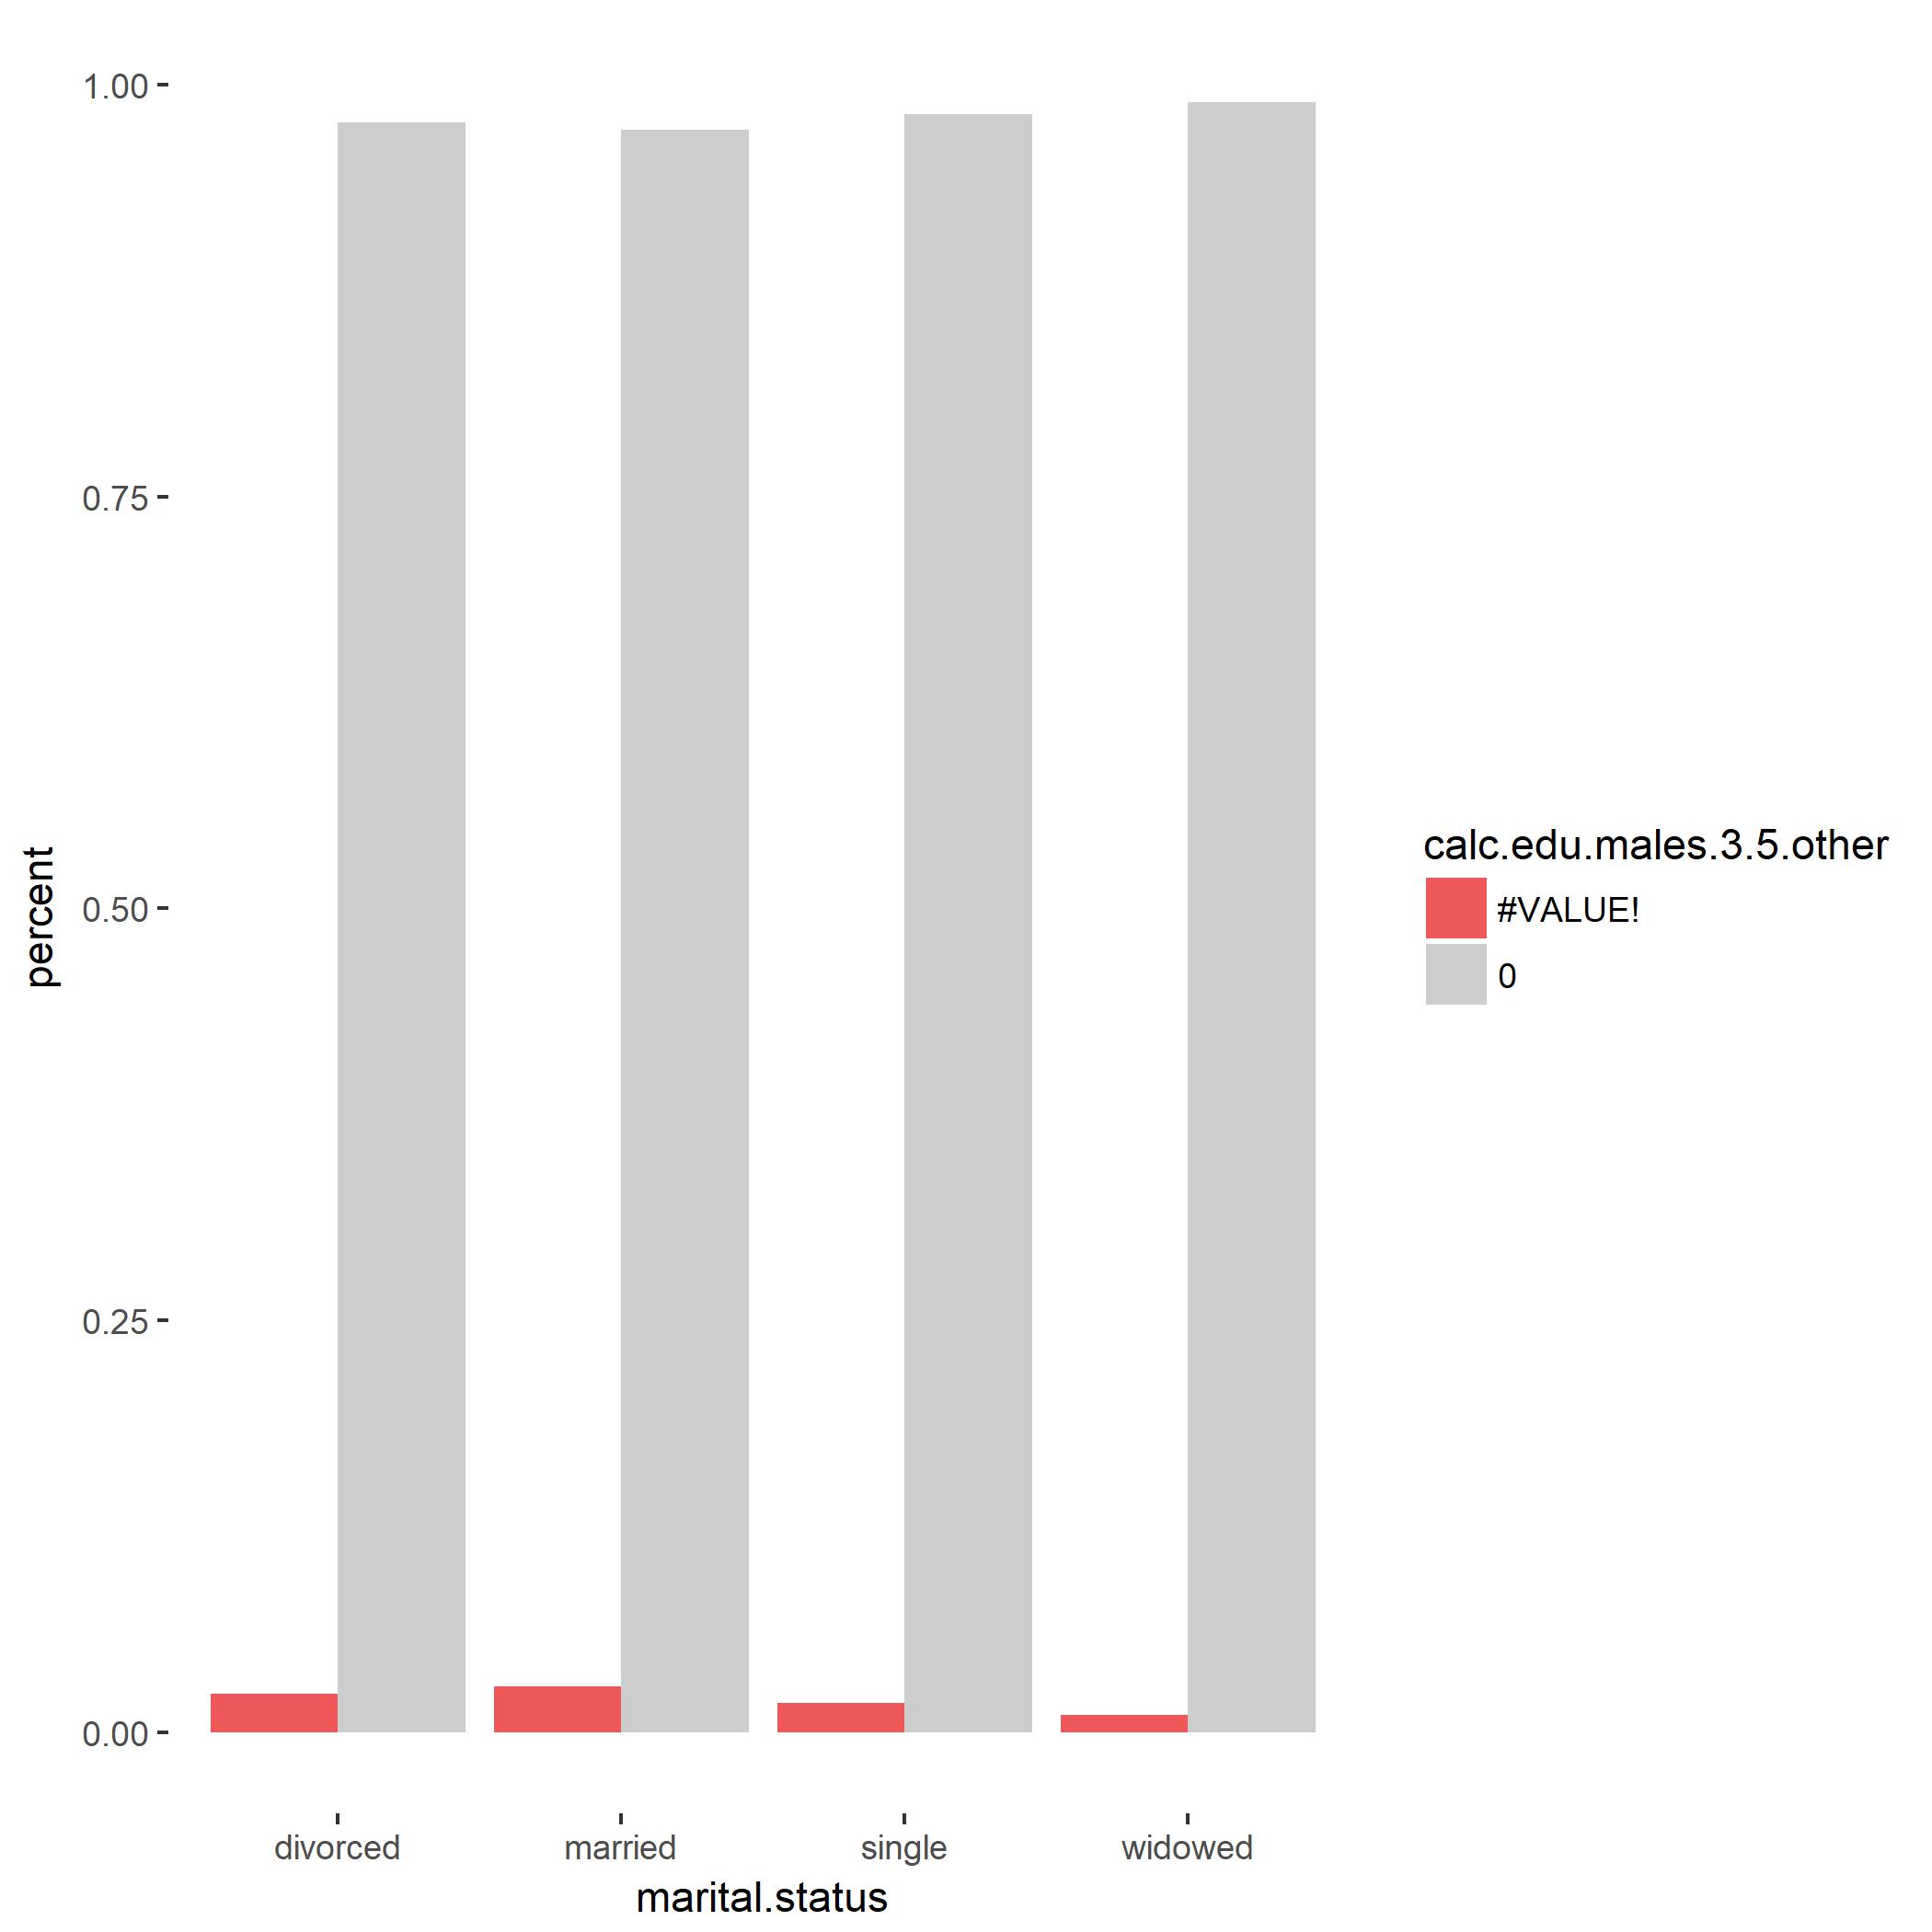 1.00
0.75
0.50
0.25
0.00
percent
divorced married single widowed
marital.status
calc.edu.males.3.5.other
#VALUE!
0